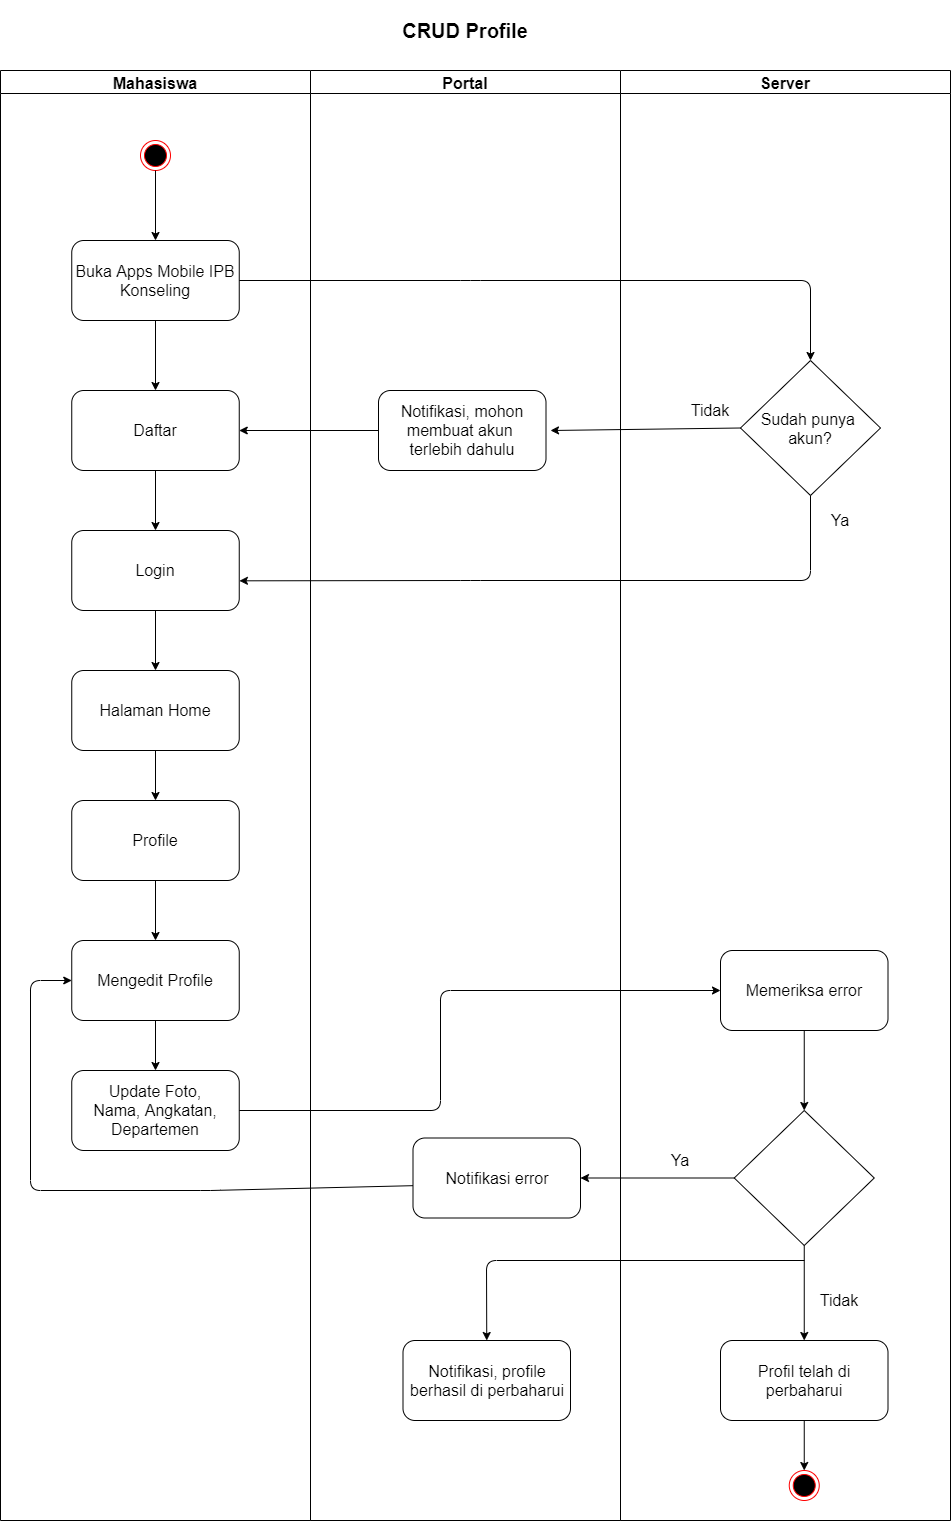 CRUD Profile
Mahasiswa
Portal
Server
Buka Apps Mobile IPB
Konseling
Daftar
Notifikasi, mohon
membuat akun
terlebih dahulu
Tidak
Sudah punya
akun?
Ya
Login
Halaman Home
Profile
Mengedit Profile
Memeriksa error
Update Foto,
Nama, Angkatan,
Departemen
Notifikasi error
Ya
Tidak
Notifikasi, profile
berhasil di perbaharui
Profil telah di
perbaharui